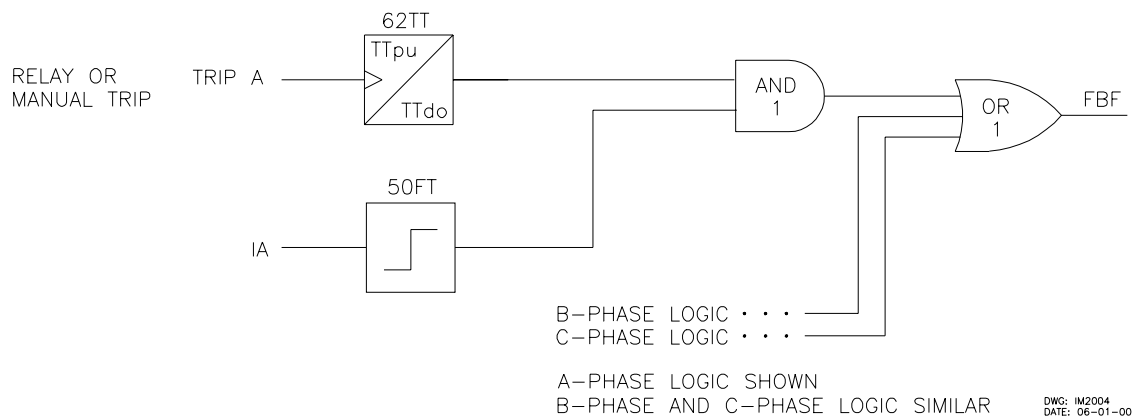 62TT
TTpu
RELAY OR
MANUAL TRIP
TRIP A
TTdo
AND
1
OR
1
FBF
50FT
IA
B-PHASE LOGIC · · ·
C-PHASE LOGIC · · ·
A-PHASE LOGIC SHOWN
B-PHASE AND C-PHASE LOGIC SIMILAR
DWG: IM2004
DATE: 06-01-00